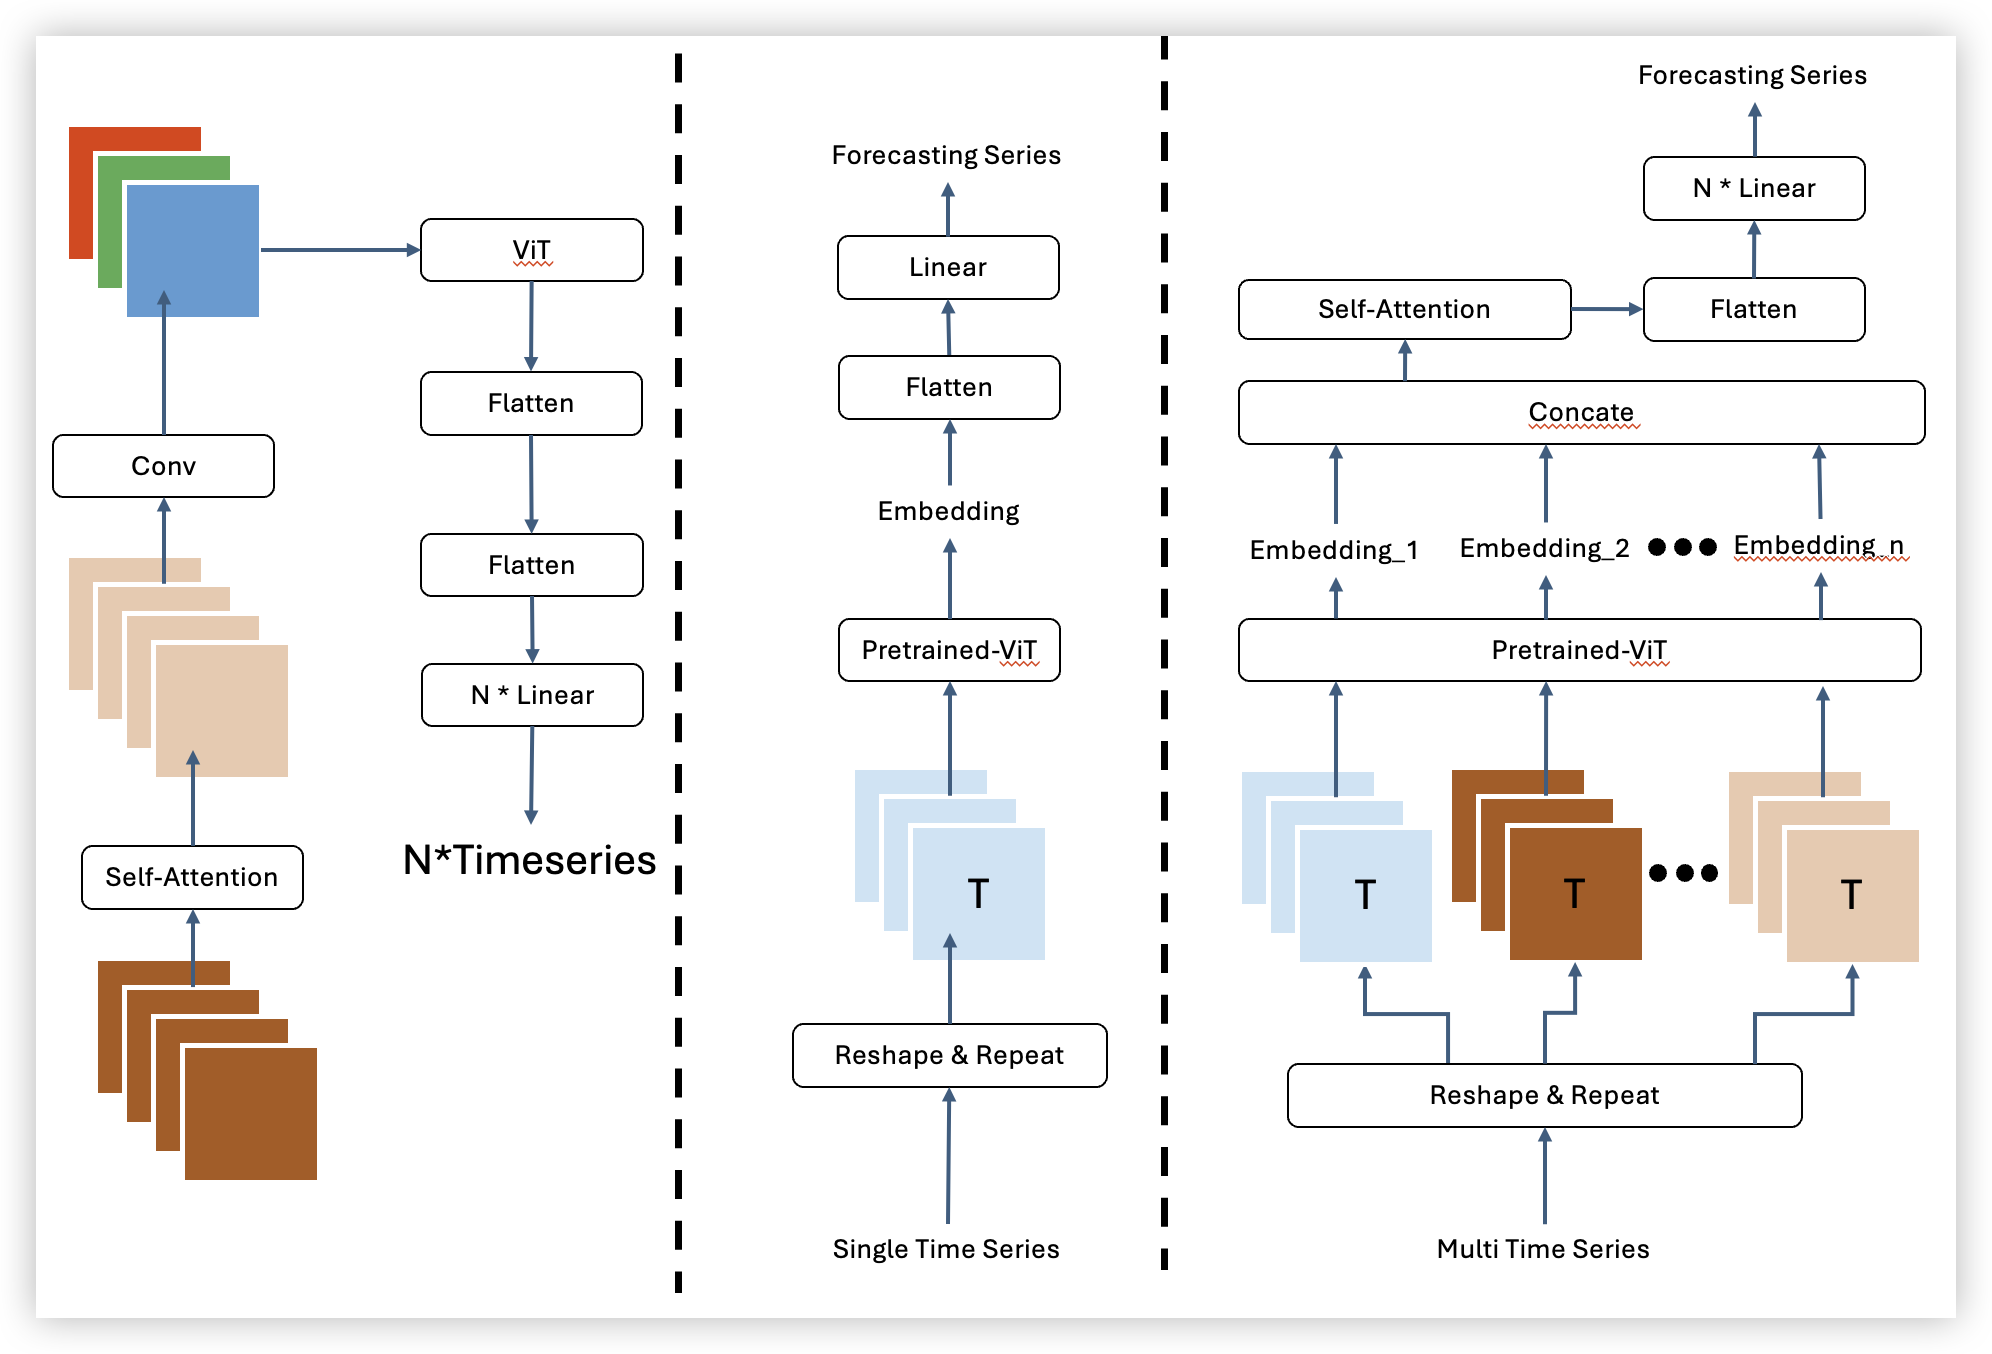 ViT
Flatten
Conv
Flatten
N * Linear
N*Timeseries
Self-Attention
Forecasting Series
Linear
Flatten
Embedding
Pretrained-ViT
T
Reshape & Repeat
Single Time Series
Forecasting Series
N * Linear
Self-Attention
Flatten
Concate
Embedding_1
Embedding_2
Embedding_n
Pretrained-ViT
T
T
T
Reshape & Repeat
Multi Time Series